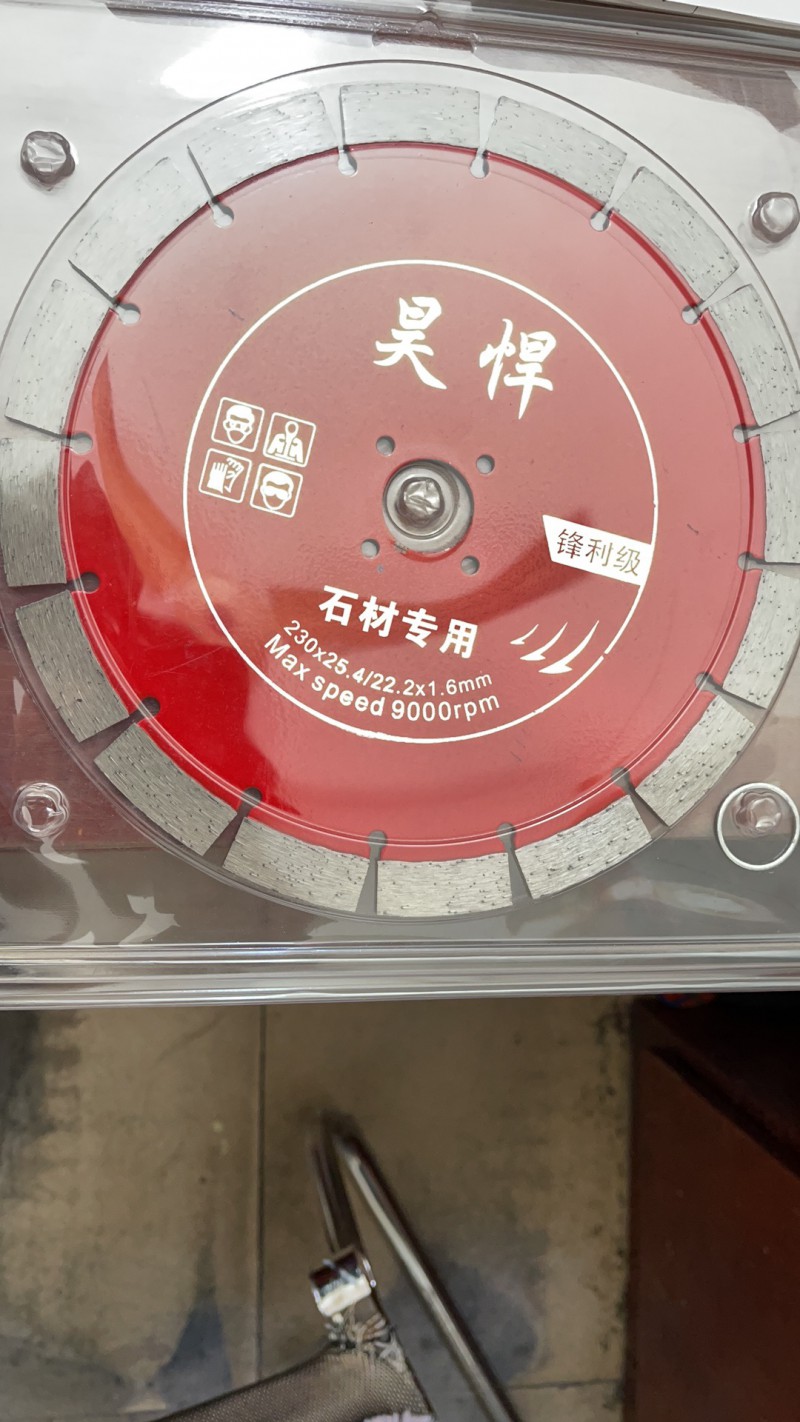 昊悍
锋利级
石材专用
230x25.4/22.2x1.6mm
Max speed 9000rpm